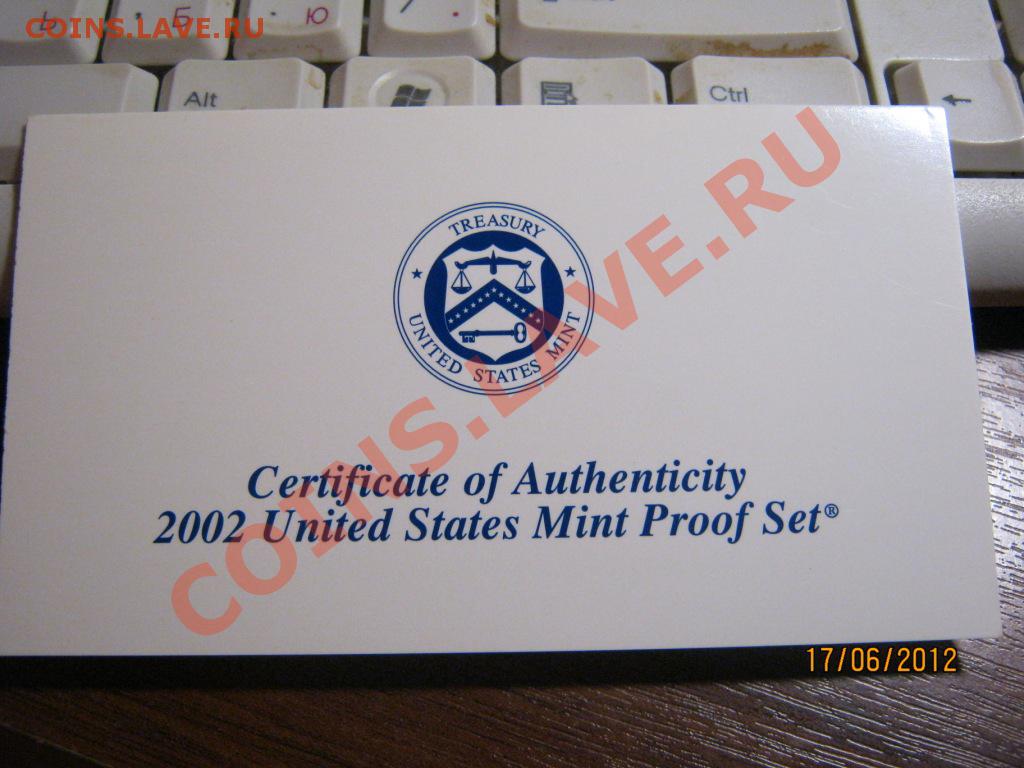 COINS.LAVE.RU
Ь
Б
Ю
Alt
Ctrl
TREASURY
UNITED STATES MINT
COINS.LAVE.RU
Certificate of Authenticity
2002 United States Mint Proof Set®
17/06/2012